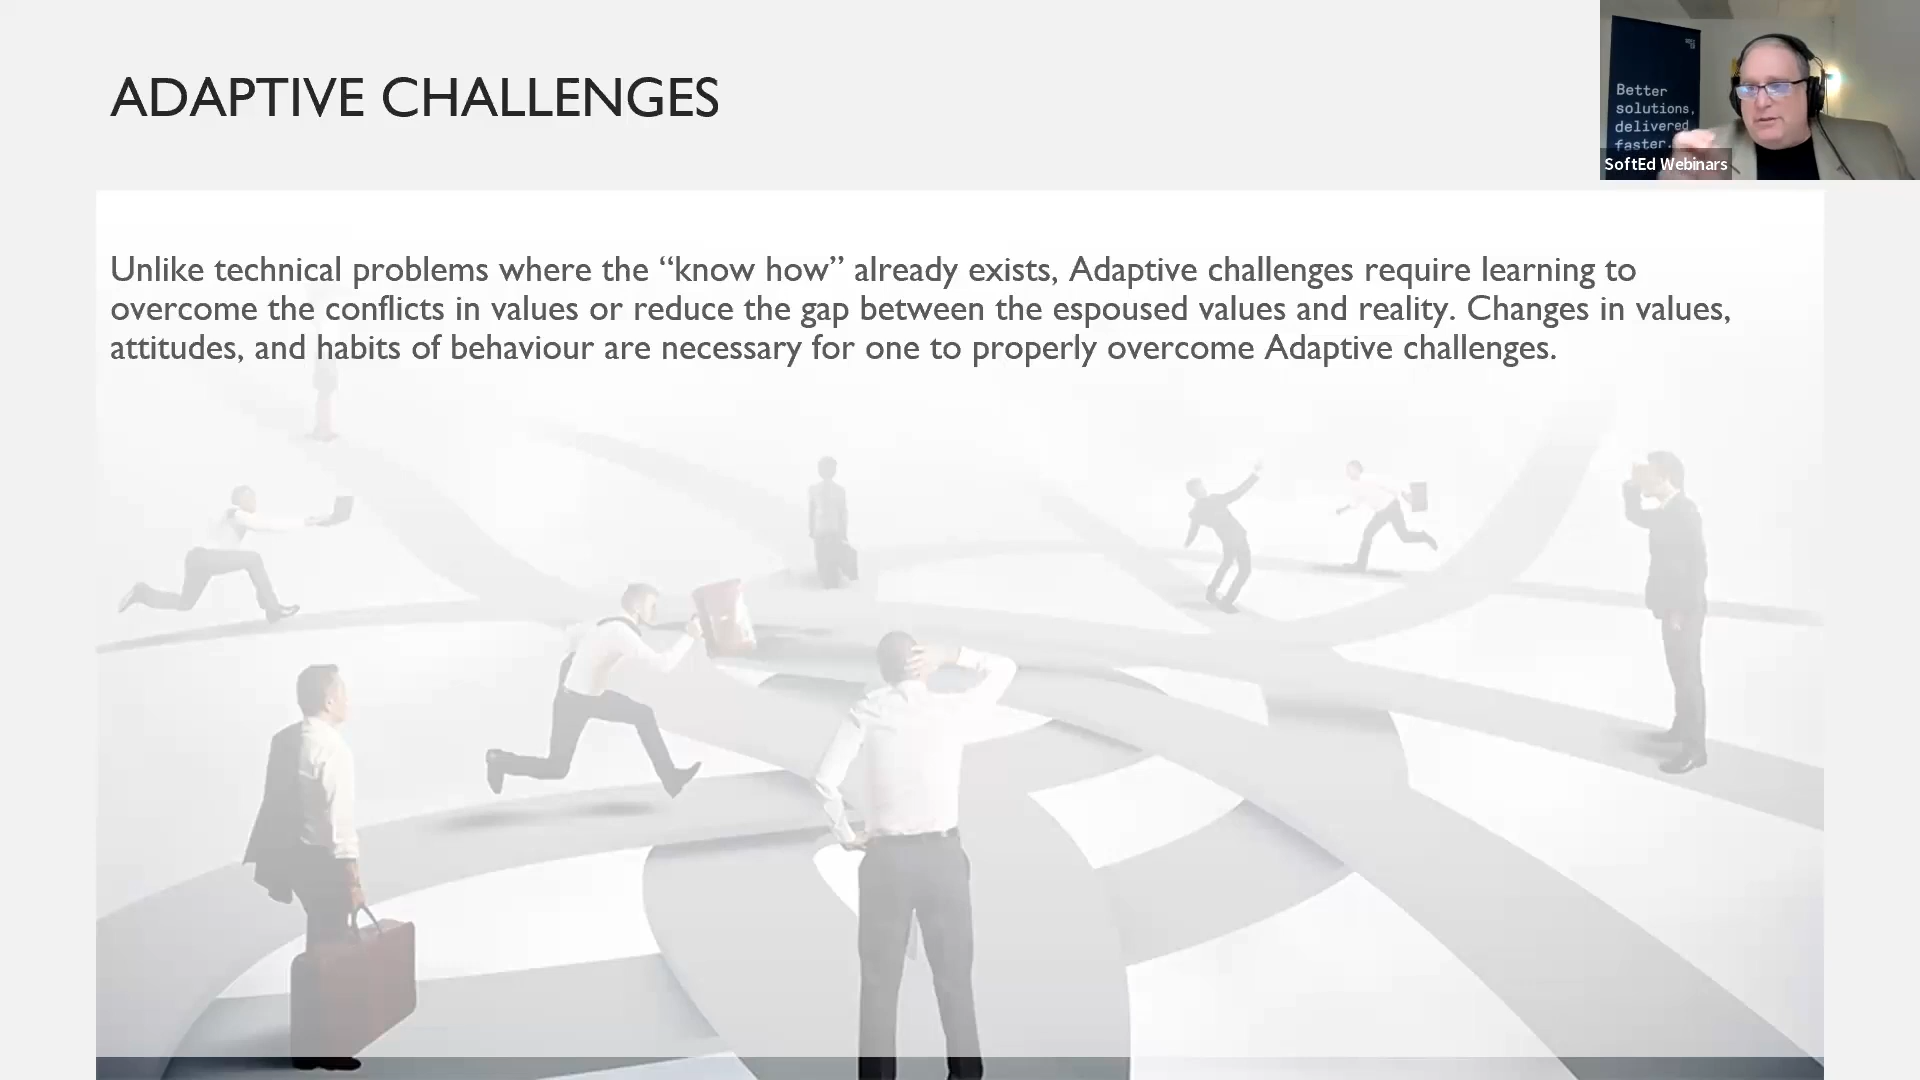 ADAPTIVE CHALLENGES
Better
solutions,
delivered
faster.
SoftEd Webinars
Unlike technical problems where the “know how” already exists, Adaptive challenges require learning to
overcome the conflicts in values or reduce the gap between the espoused values and reality. Changes in values,
attitudes, and habits of behaviour are necessary for one to properly overcome Adaptive challenges.